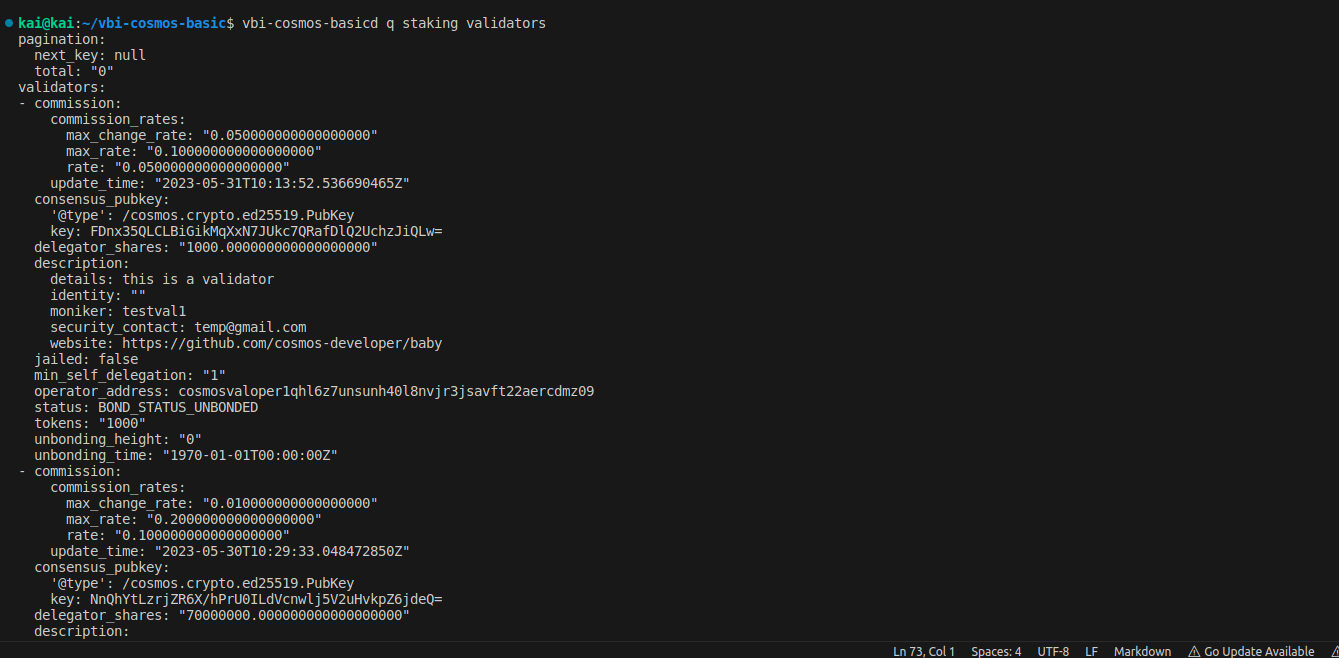 kai@kai:~/vbi-cosmos-basic$ vbi-cosmos-basicd q staking validators
pagination:
  next_key: null
  total: "0"
validators:
- commission:
    commission_rates:
      max_change_rate: "0.050000000000000000"
      max_rate: "0.100000000000000000"
      rate: "0.050000000000000000"
    update_time: "2023-05-31T10:13:52.536690465Z"
  consensus_pubkey:
    '@type': /cosmos.crypto.ed25519.PubKey
    key: FDnx35QLCLBiGikMqXxN7JUkc7QRafDlQ2UchzJiQLw=
  delegator_shares: "1000.000000000000000000"
  description:
    details: this is a validator
    identity: ""
    moniker: testval1
    security_contact: temp@gmail.com
    website: https://github.com/cosmos-developer/baby
  jailed: false
  min_self_delegation: "1"
  operator_address: cosmosvaloper1qhl6z7unsunh40l8nvjr3jsavft22aercdmz09
  status: BOND_STATUS_UNBONDED
  tokens: "1000"
  unbonding_height: "0"
  unbonding_time: "1970-01-01T00:00:00Z"
- commission:
    commission_rates:
      max_change_rate: "0.010000000000000000"
      max_rate: "0.200000000000000000"
      rate: "0.100000000000000000"
    update_time: "2023-05-30T10:29:33.048472850Z"
  consensus_pubkey:
    '@type': /cosmos.crypto.ed25519.PubKey
    key: NnQhYtLzrjZR6X/hPrU0ILdVcnwlj5V2uHvkpZ6jdeQ=
  delegator_shares: "70000000.000000000000000000"
  description:
Ln 73, Col 1 Spaces: 4 UTF-8 LF Markdown Go Update Available